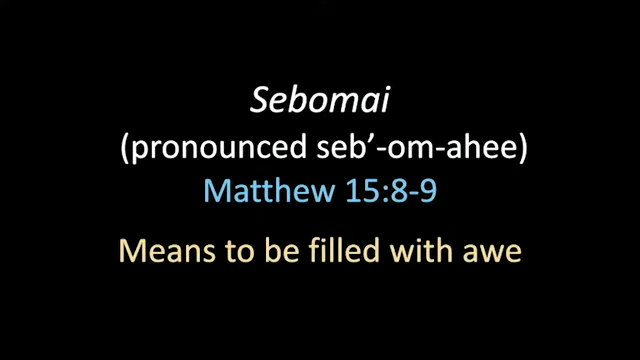 Sebomai
(pronounced seb’-om-ahee)
Matthew 15:8-9
Means to be filled with awe